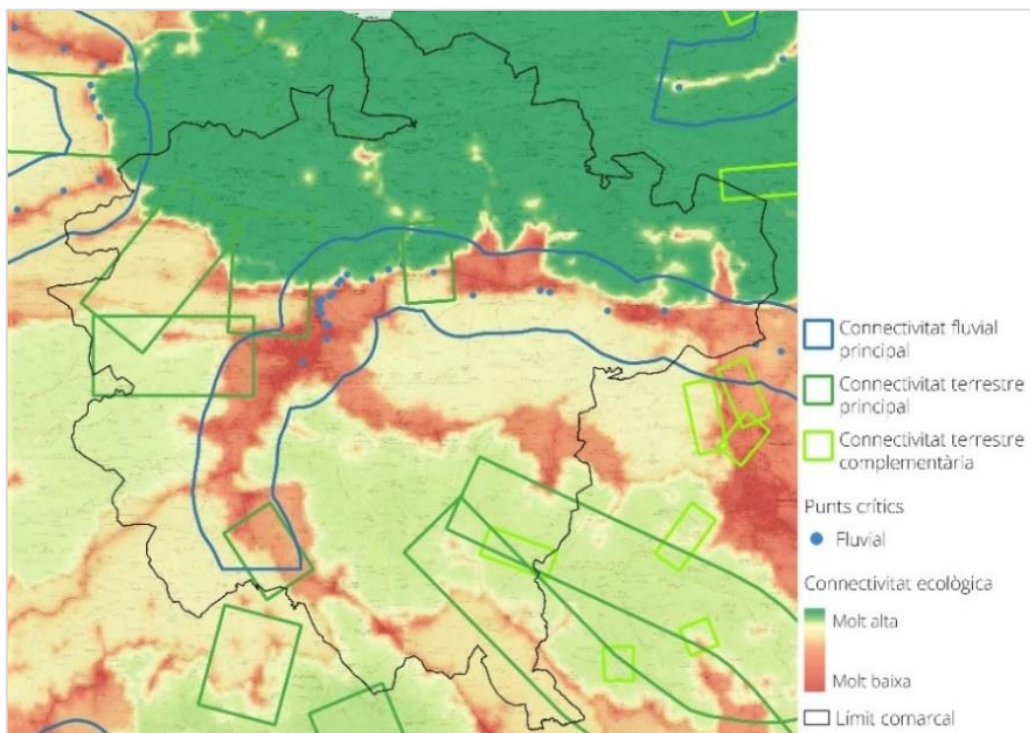 Connectivitat fluvial
principal
Connectivitat terrestre
principal
Connectivitat terrestre
complementària
Punts crítics
Fluvial
Connectivitat ecològica
Molt alta
Molt baixa
Límit comarcal